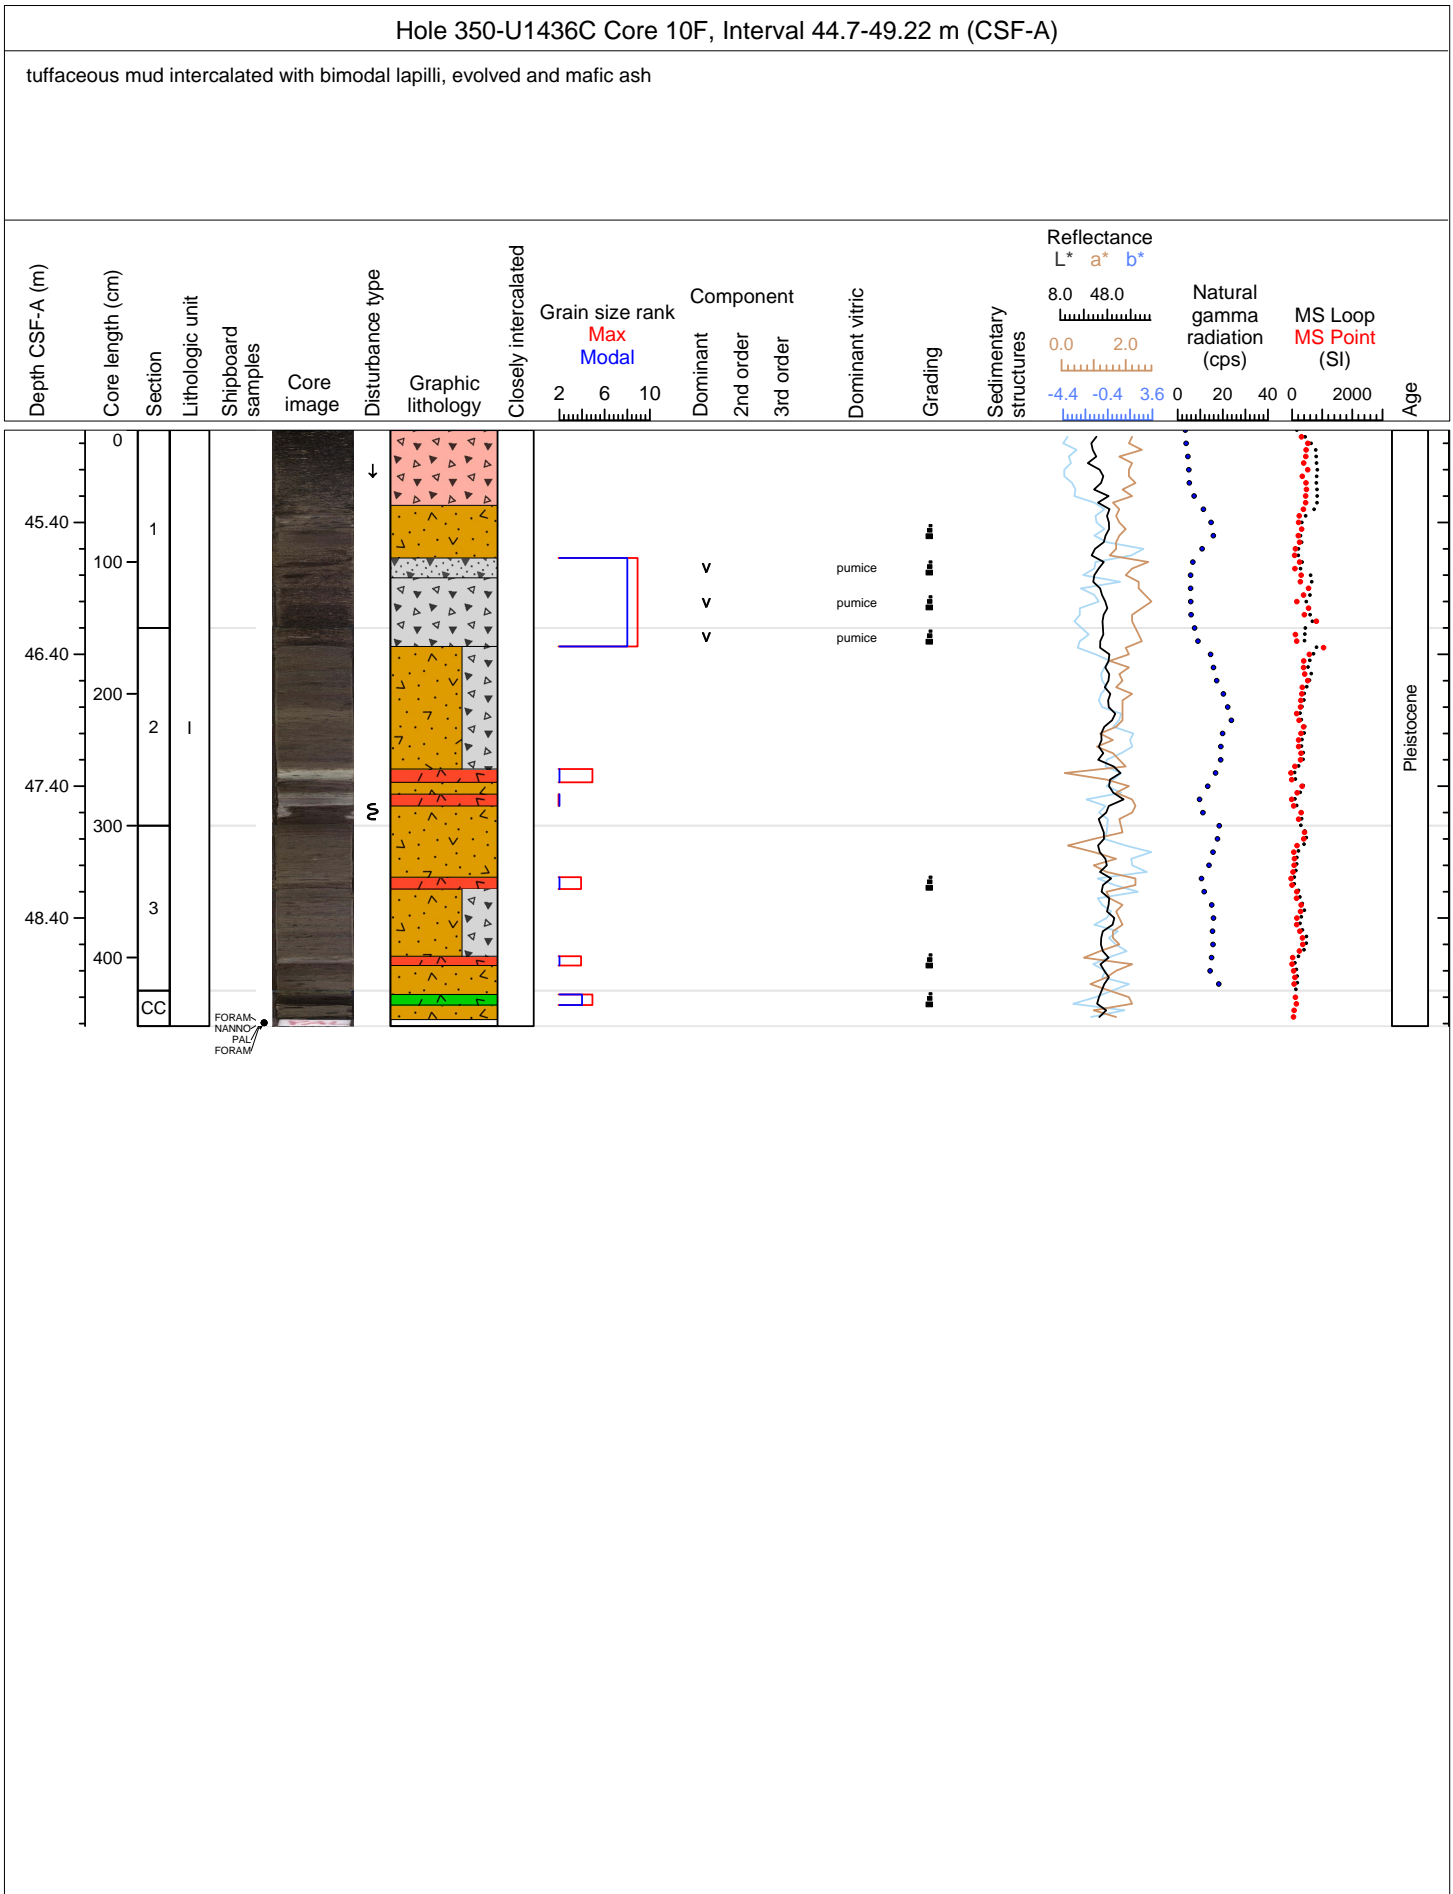 Hole 350-U1436C Core 10F, Interval 44.7-49.22 m (CSF-A)
tuffaceous mud intercalated with bimodal lapilli, evolved and mafic ash
Depth CSF-A (m)
Core length (cm)
Section
Lithologic unit
Shipboard
samples
Core
image
Disturbance type
Graphic
lithology
Closely intercalated
Grain size rank
Max
Modal
2 6 10
Component
Dominant
2nd order
3rd order
Dominant vitric
Grading
Sedimentary
structures
Reflectance
L* a* b*
8.0 48.0
0.0 2.0
-4.4 -0.4 3.6
Natural
gamma
radiation
(cps)
0 20 40
MS Loop
MS Point
(SI)
0 2000
Age
0
45.40
1
100
v pumice
v pumice
v pumice
46.40
200
2 I
Pleistocene
47.40
300
3
48.40
400
CC
FORAM
NANNO
PAL
FORAM